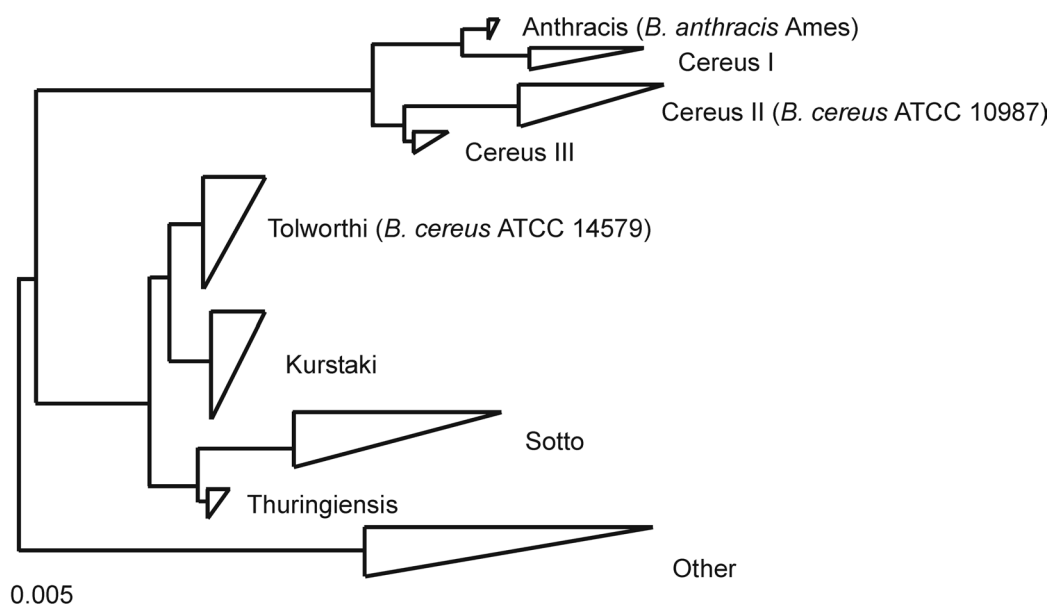 Anthracis (B. anthracis Ames)
Cereus I
Cereus II (B. cereus ATCC 10987)
Cereus III
Tolworthi (B. cereus ATCC 14579)
Kurstaki
Sotto
Thuringiensis
Other
0.005